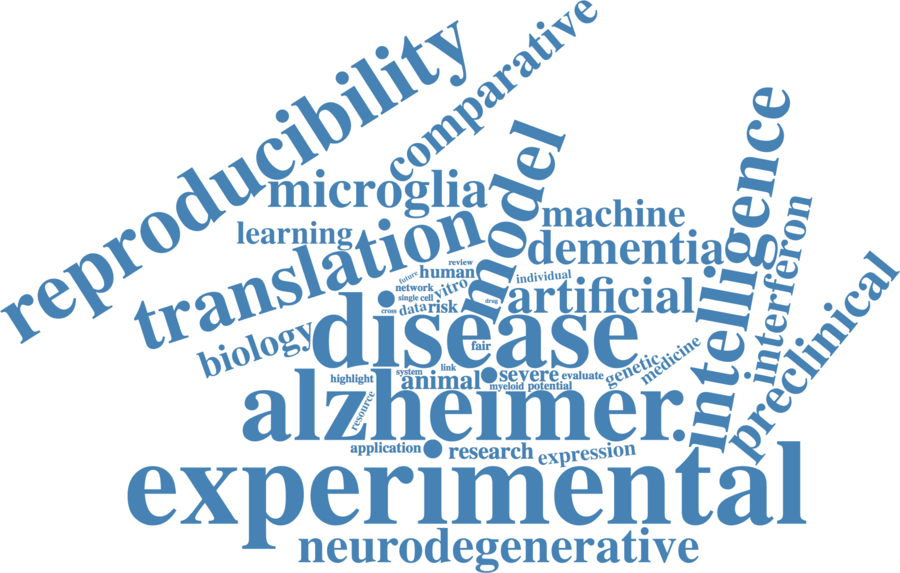 reproducibility
comparative
microglia
model
intelligence
learning
translation
machine
dementia
interferon
review
future
human
individual
network
vitro
artificial
single cell
drug
cross
data
risk
preclinical
biology
disease
fair
genetic
medicine
link
system
highlight
animal
severe
evaluate
myeloid
potential
resource
alzheimer
application
research
expression
experimental
neurodegenerative